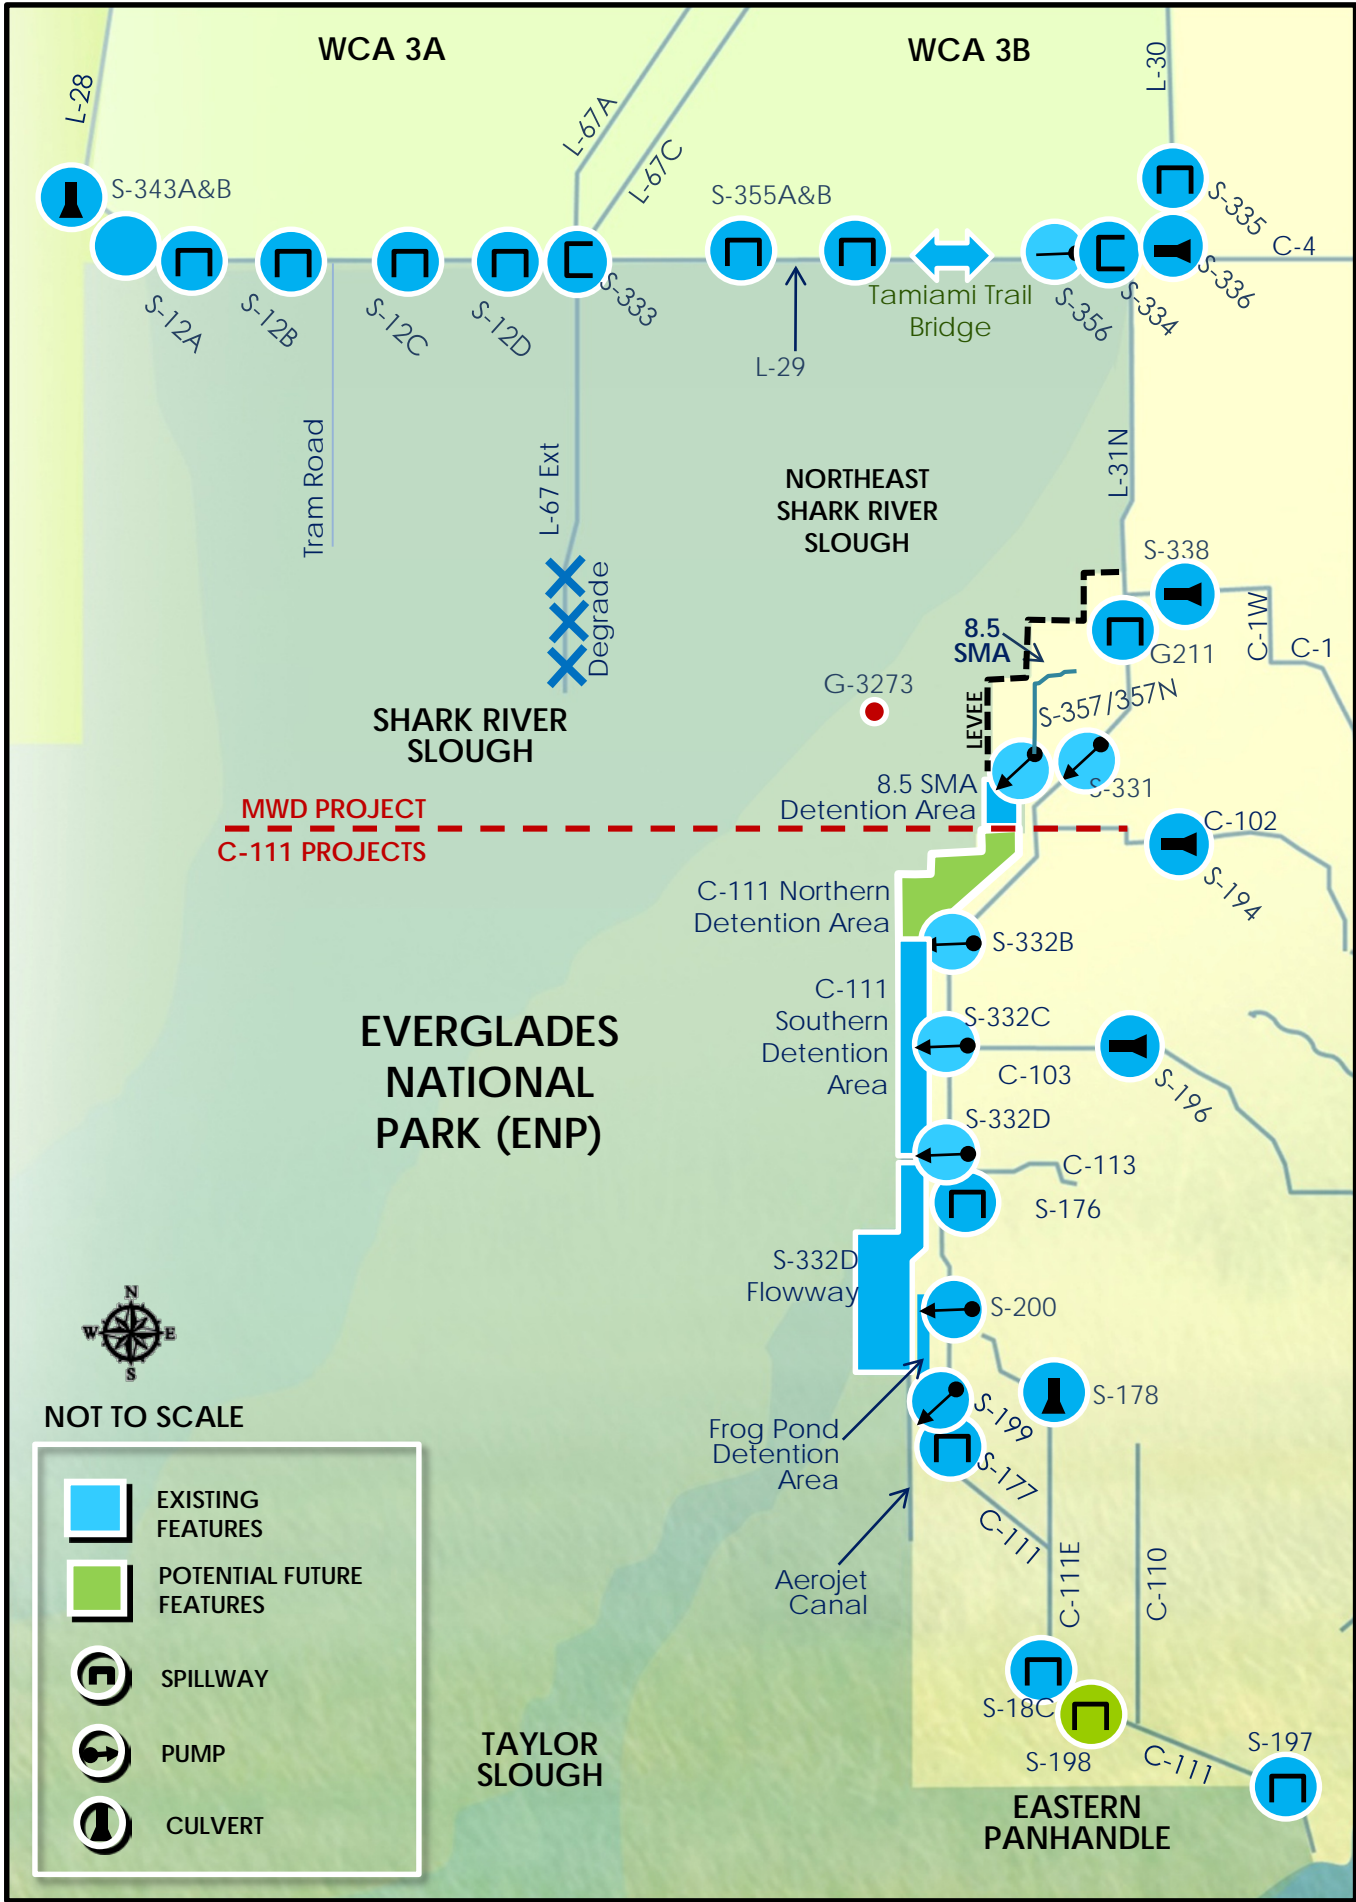 WCA 3A
WCA 3B
L-28
L-67A
L-67C
L-30
S-343A&B
S-355A&B
S-335
C-4
S-336
S-12A
S-12B
S-12C
S-12D
S-333
Tamiami Trail
Bridge
S-356
S-334
L-29
Tram Road
L-67 Ext
Degrade
NORTHEAST
SHARK RIVER
SLOUGH
L-31N
S-338
8.5
SMA
G211
C-1W
C-1
G-3273
LEVEE
S-357/357N
SHARK RIVER
SLOUGH
8.5 SMA
Detention Area
S-331
MWD PROJECT
C-111 PROJECTS
C-102
S-194
C-111 Northern
Detention Area
S-332B
C-111
Southern
Detention
Area
S-332C
C-103
S-196
EVERGLADES
NATIONAL
PARK (ENP)
S-332D
C-113
S-176
S-332D
Flowway
S-200
N
W
E
S
S-178
S-199
Frog Pond
Detention
Area
S-177
C-111
Aerojet
Canal
C-111E
C-110
NOT TO SCALE
EXISTING
FEATURES
POTENTIAL FUTURE
FEATURES
SPILLWAY
PUMP
CULVERT
S-18C
S-198
C-111
S-197
TAYLOR
SLOUGH
EASTERN
PANHANDLE